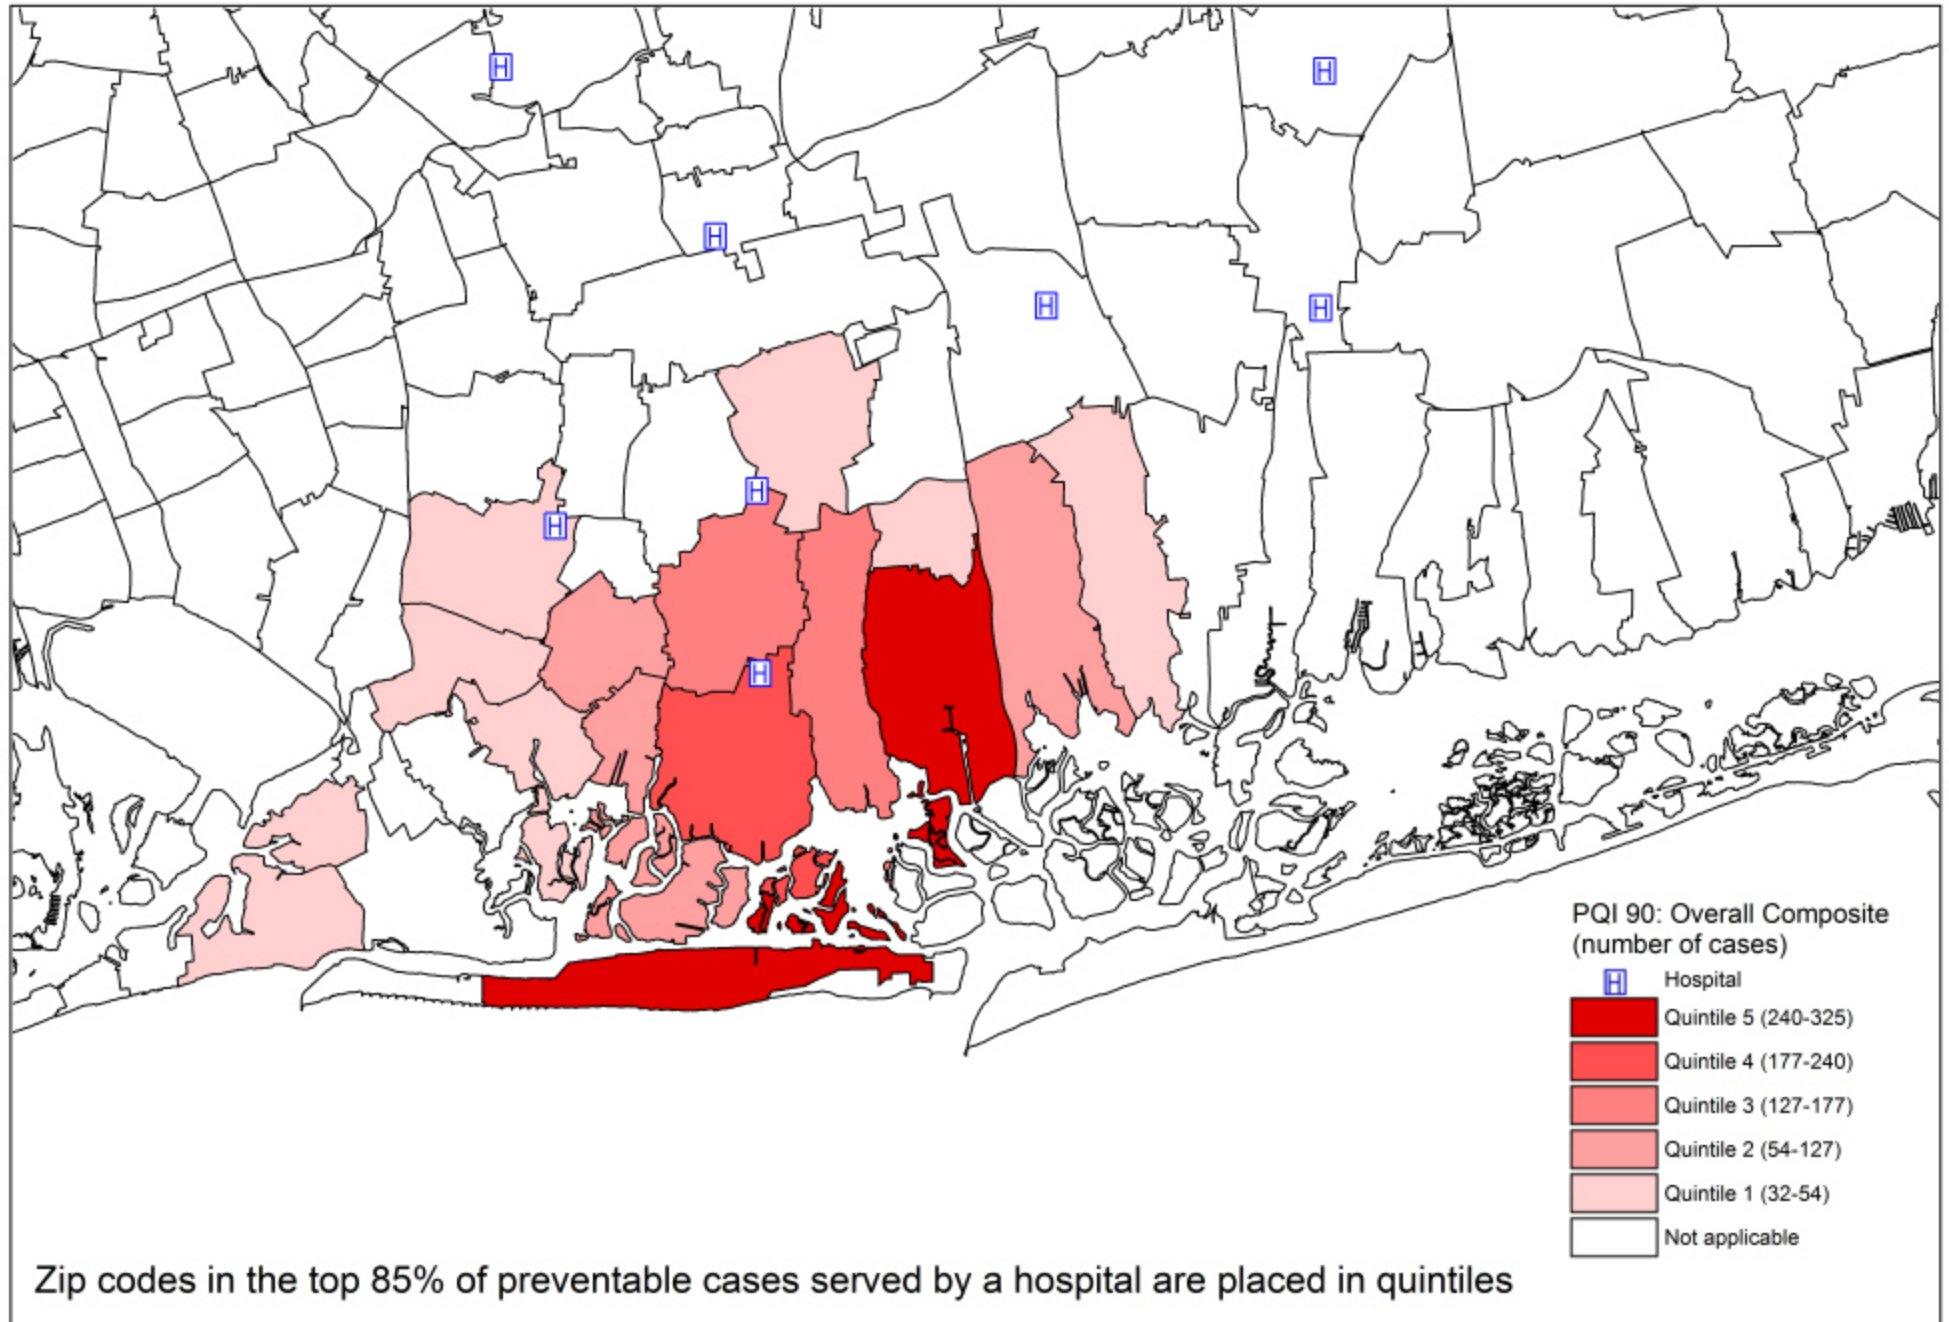 H
H
H
H
H
H
H
H
PQI 90: Overall Composite
(number of cases)
H Hospital
Quintile 5 (240-325)
Quintile 4 (177-240)
Quintile 3 (127-177)
Quintile 2 (54-127)
Quintile 1 (32-54)
Not applicable
Zip codes in the top 85% of preventable cases served by a hospital are placed in quintiles